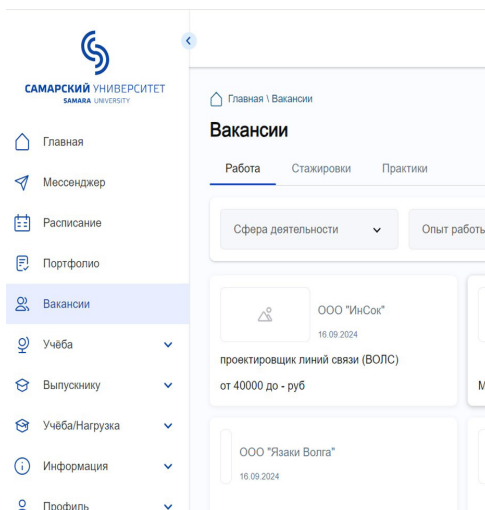 САМАРСКИЙ УНИВЕРСИТЕТ
SAMARA UNIVERSITY
Главная
Мессенджер
Расписание
Портфолио
Вакансии
Учёба
Выпускнику
Учёба/Нагрузка
Информация
Профиль
Главная \ Вакансии
Вакансии
Работа Стажировки Практики
Сфера деятельности Опыт работы
ООО "ИнСок"
16.09.2024
проектировщик линий связи (ВОЛС)
от 40000 до - руб
М
ООО "Язаки Волга"
16.09.2024